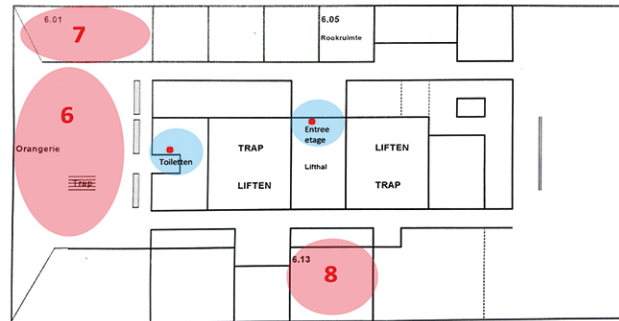 6.01
7
6.05
Rookruimte
6
Orangerie
Trap
Toiletten
Entree
etage
TRAP
LIFTEN
Lifthal
LIFTEN
TRAP
6.13
8